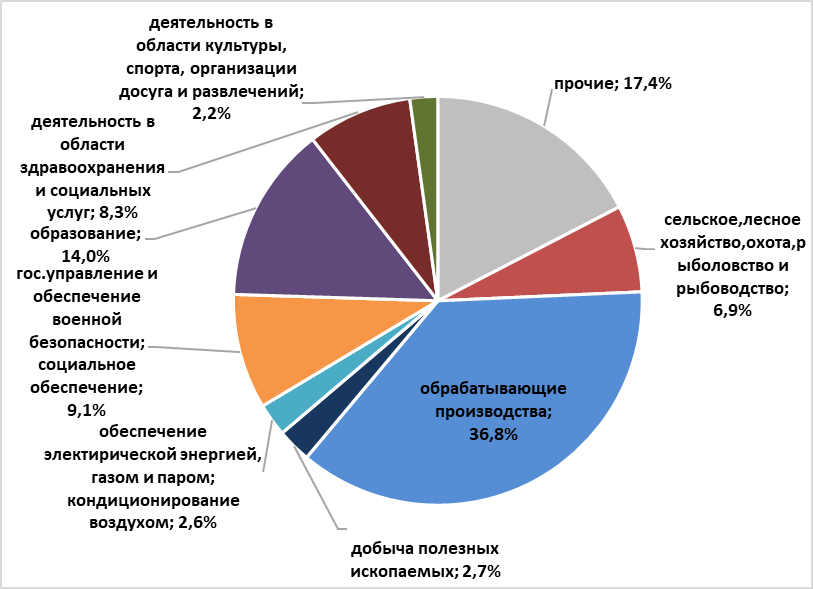 деятельность в
области культуры,
спорта, организации
досуга и развлечений;
2,2%
прочие; 17,4%
деятельность в
области
здравоохранения
и социальных
услуг; 8,3%
образование;
14,0%
сельское,лесное
хозяйство,охота,р
ыболовство и
рыбоводство;
6,9%
гос.управление и
обеспечение
военной
безопасности;
социальное
обеспечение;
9,1%
обрабатывающие
производства;
36,8%
обеспечение
электирической энергией,
газом и паром;
кондиционирование
воздухом; 2,6%
добыча полезных
ископаемых; 2,7%